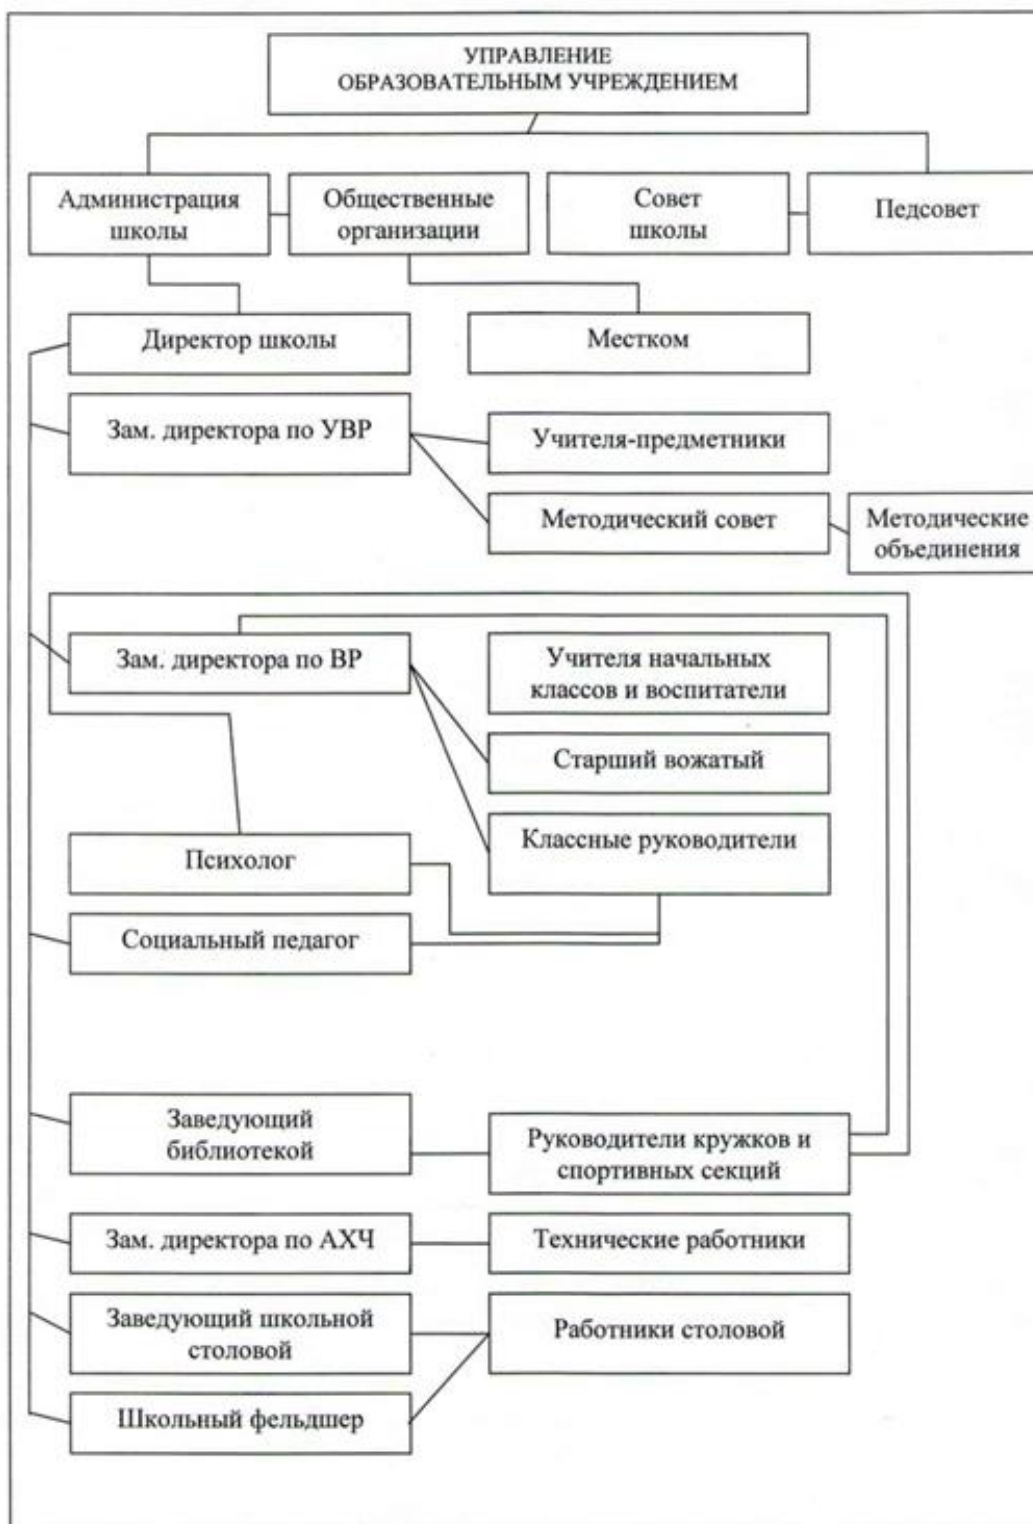 УПРАВЛЕНИЕ
ОБРАЗОВАТЕЛЬНЫМ УЧРЕЖДЕНИЕМ
Администрация
школы
Общественные
организации
Совет
школы
Педсовет
Директор школы
Местком
Зам. директора по УВР
Учителя-предметники
Методический совет
Методические
объединения
Зам. директора по ВР
Учителя начальных
классов и воспитатели
Старший вожатый
Классные руководители
Психолог
Социальный педагог
Заведующий
библиотекой
Руководители кружков и
спортивных секций
Зам. директора по АХЧ
Технические работники
Заведующий школьной
столовой
Работники столовой
Школьный фельдшер